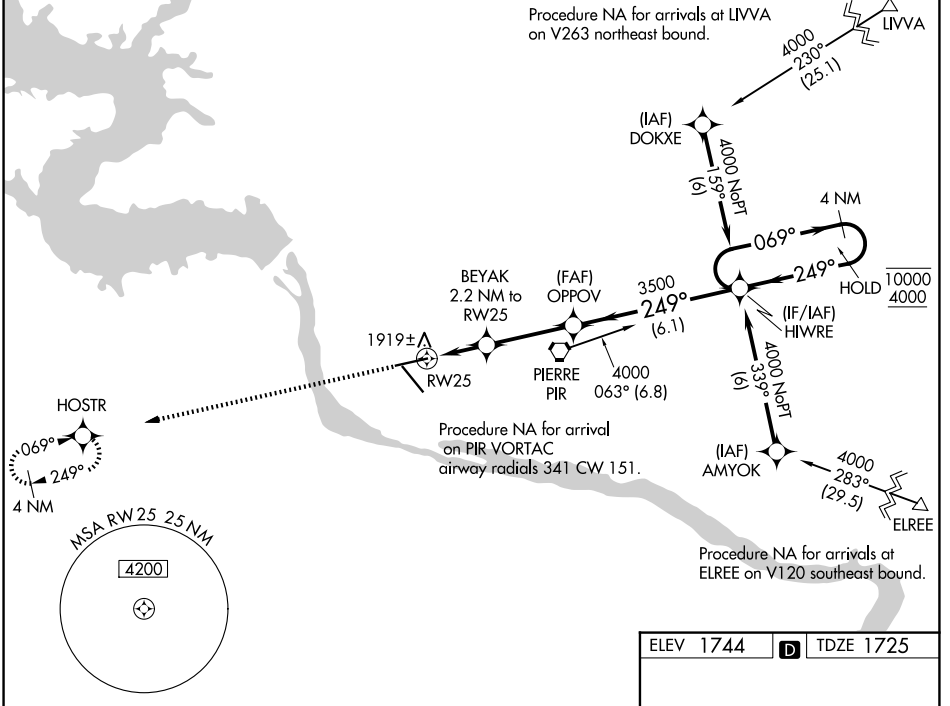 Procedure NA for arrivals at LIVVA
on V263 northeast bound.
LIVVA
4000
230°
(25.1)
(IAF)
DOKXE
4000 NoPT
159°
(6)
4 NM
069°
249°
HOLD
10000
4000
BEYAK
2.2 NM to
RW25
(FAF)
OPPOV
3500
249°
(6.1)
(IF/IAF)
HIWRE
1919±
RW25
PIERRE
PIR
4000
063° (6.8)
4000 NoPT
339°
(6)
HOSTR
069°
249°
4 NM
Procedure NA for arrival
on PIR VORTAC
airway radials 341 CW 151.
(IAF)
AMYOK
4000
283°
(29.5)
ELREE
MSA RW25 25 NM
4200
Procedure NA for arrivals at
ELREE on V120 southeast bound.
ELEV 1744 D TDZE 1725